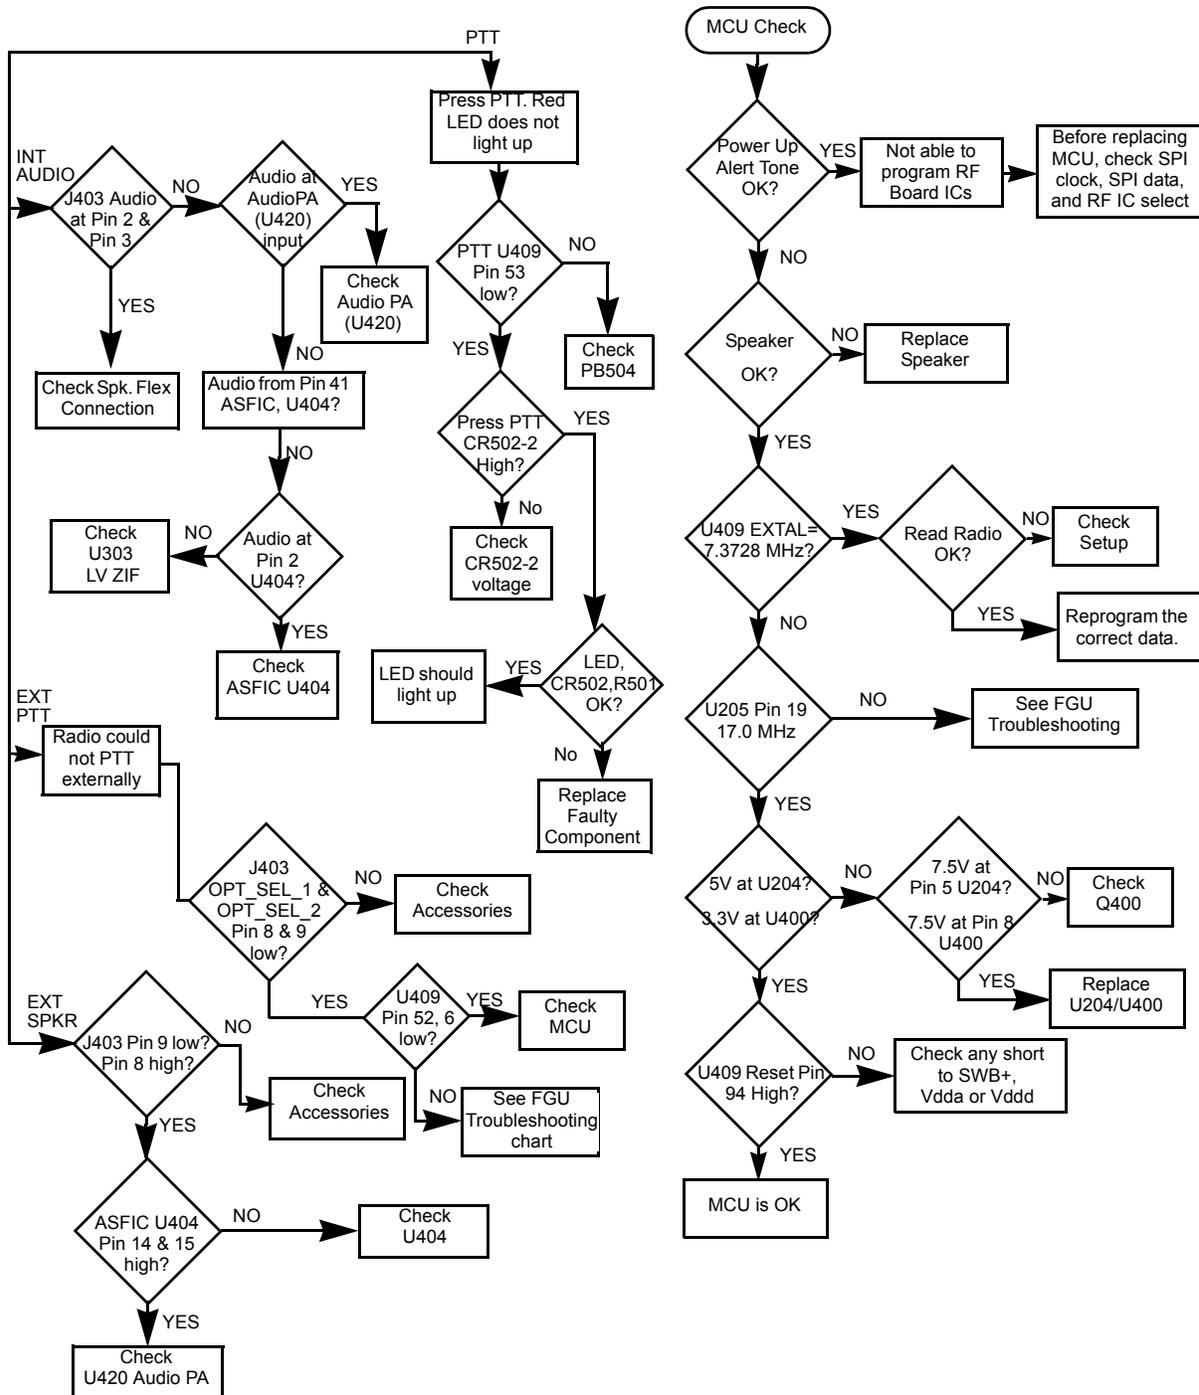 PTT
Press PTT. Red
LED does not
light up
INT
AUDIO
J403 Audio
at Pin 2 &
Pin 3
NO
Audio at
AudioPA
(U420)
input
YES
Check
Audio PA
(U420)
YES
Check Spk. Flex
Connection
NO
Audio from Pin 41
ASFIC, U404?
NO
Audio at
Pin 2
U404?
NO
Check
U303
LV ZIF
YES
Check
ASFIC U404
PTT U409
Pin 53
low?
NO
Check
PB504
YES
Press PTT
CR502-2
High?
YES
No
Check
CR502-2
voltage
LED,
CR502,R501
OK?
YES
LED should
light up
No
Replace
Faulty
Component
EXT
PTT
Radio could
not PTT
externally
J403
OPT_SEL_1 &
OPT_SEL_2
Pin 8 & 9
low?
NO
Check
Accessories
YES
U409
Pin 52, 6
low?
YES
Check
MCU
NO
See FGU
Troubleshooting
chart
EXT
SPKR
J403 Pin 9 low?
Pin 8 high?
NO
Check
Accessories
YES
ASFIC U404
Pin 14 & 15
high?
NO
Check
U404
YES
Check
U420 Audio PA
MCU Check
Power Up
Alert Tone
OK?
YES
Not able to
program RF
Board ICs
Before replacing
MCU, check SPI
clock, SPI data,
and RF IC select
NO
Speaker
OK?
NO
Replace
Speaker
YES
U409 EXTAL=
7.3728 MHz?
YES
Read Radio
OK?
NO
Check
Setup
YES
Reprogram the
correct data.
NO
U205 Pin 19
17.0 MHz
NO
See FGU
Troubleshooting
YES
5V at U204?
3.3V at U400?
NO
7.5V at
Pin 5 U204?
7.5V at Pin 8
U400
NO
Check
Q400
YES
Replace
U204/U400
YES
U409 Reset Pin
94 High?
NO
Check any short
to SWB+,
Vdda or Vddd
YES
MCU is OK